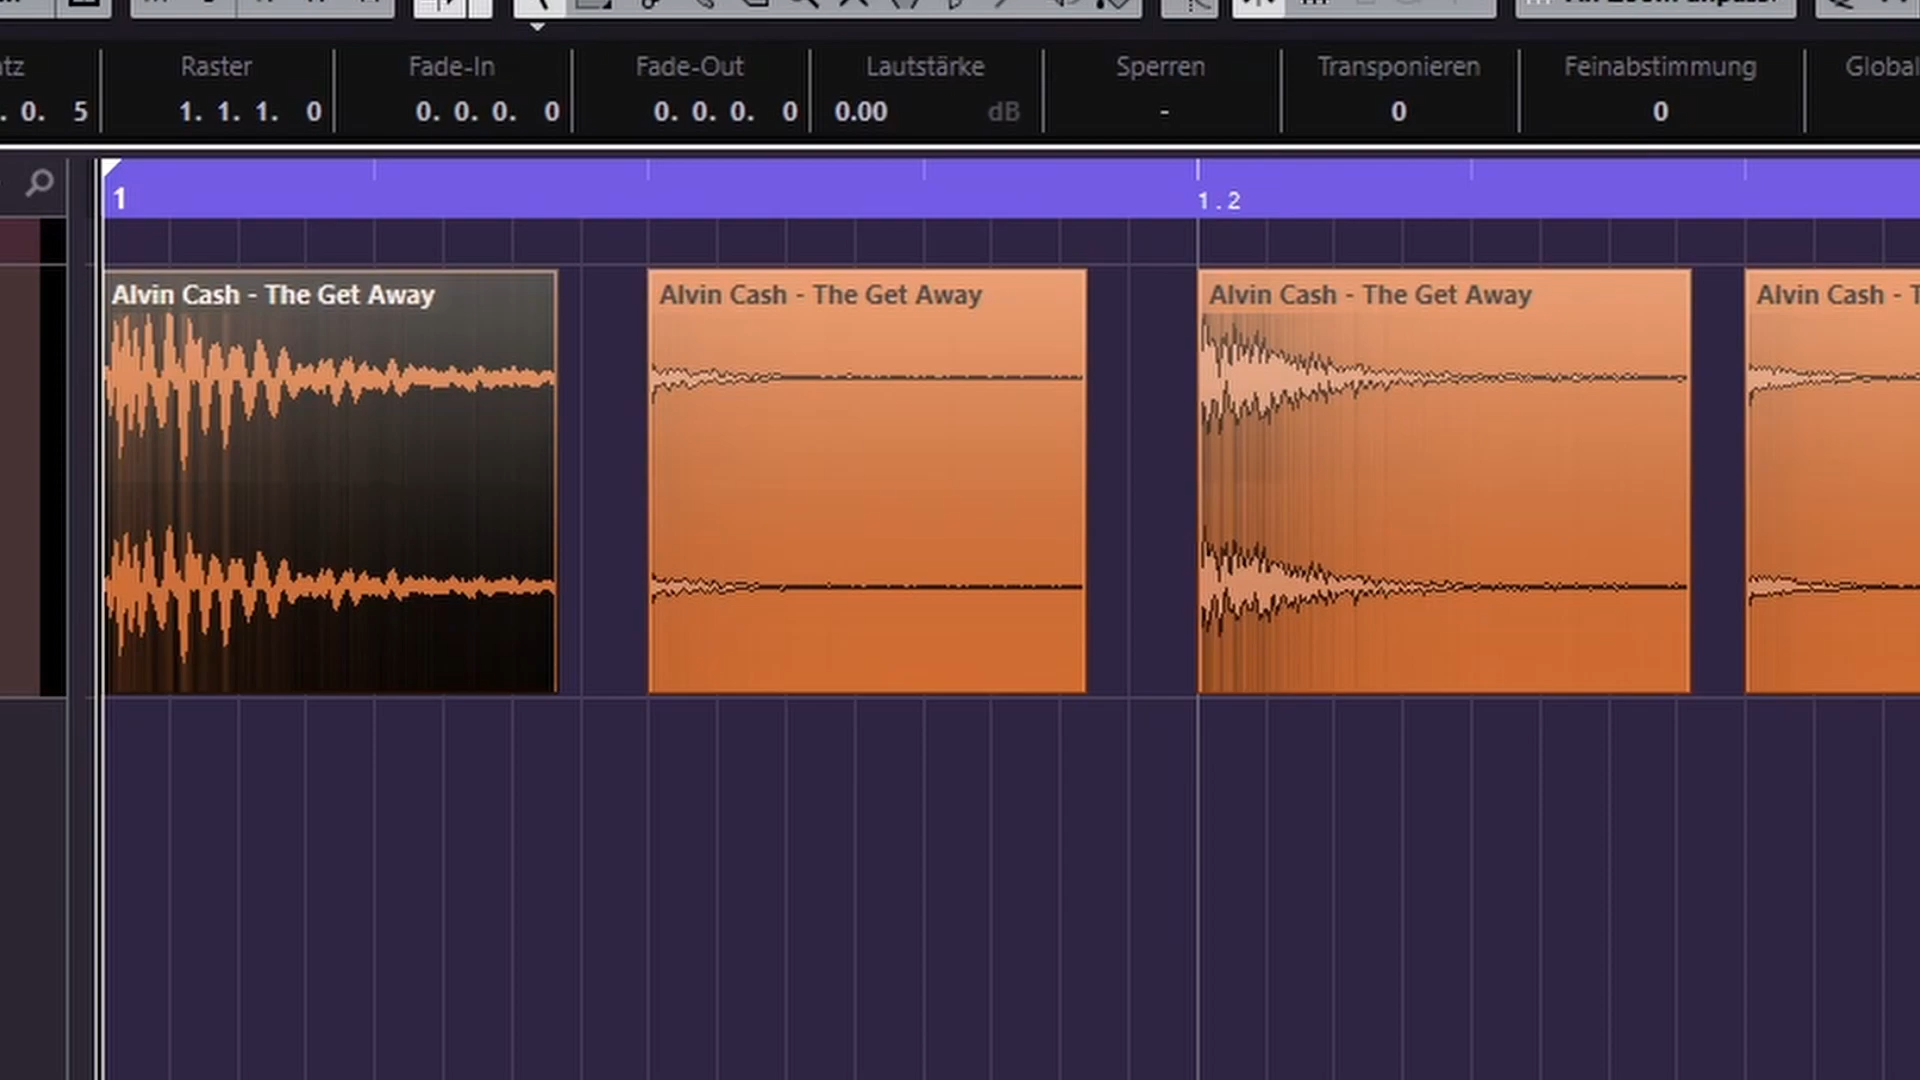 Raster Fade-In Fade-Out Lautstärke Sperren Transponieren Feinabstimmung Global
. 0. 5 1. 1. 1. 0 0. 0. 0. 0 0. 0. 0. 0 0.00 dB - 0 0
1 1.2
Alvin Cash - The Get Away Alvin Cash - The Get Away Alvin Cash - The Get Away Alvin Cash - T